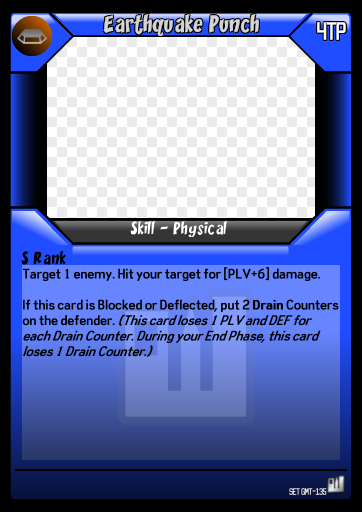 Earthquake Punch
4TP
Skill - Physical
S Rank
Target 1 enemy. Hit your target for [PLV+6] damage.
If this card is Blocked or Deflected, put 2 Drain Counters
on the defender. (This card loses 1 PLV and DEF for
each Drain Counter. During your End Phase, this card
loses 1 Drain Counter.)
SET GMT-135